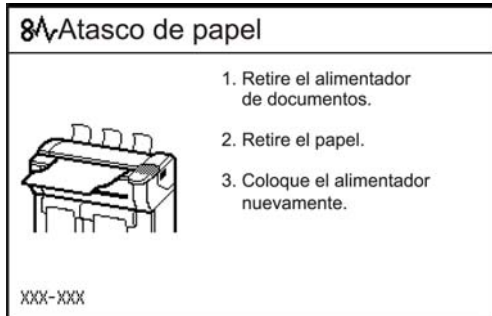 Atasco de papel
1. Retire el alimentador
de documentos.
2. Retire el papel.
3. Coloque el alimentador
nuevamente.
XXX-XXX